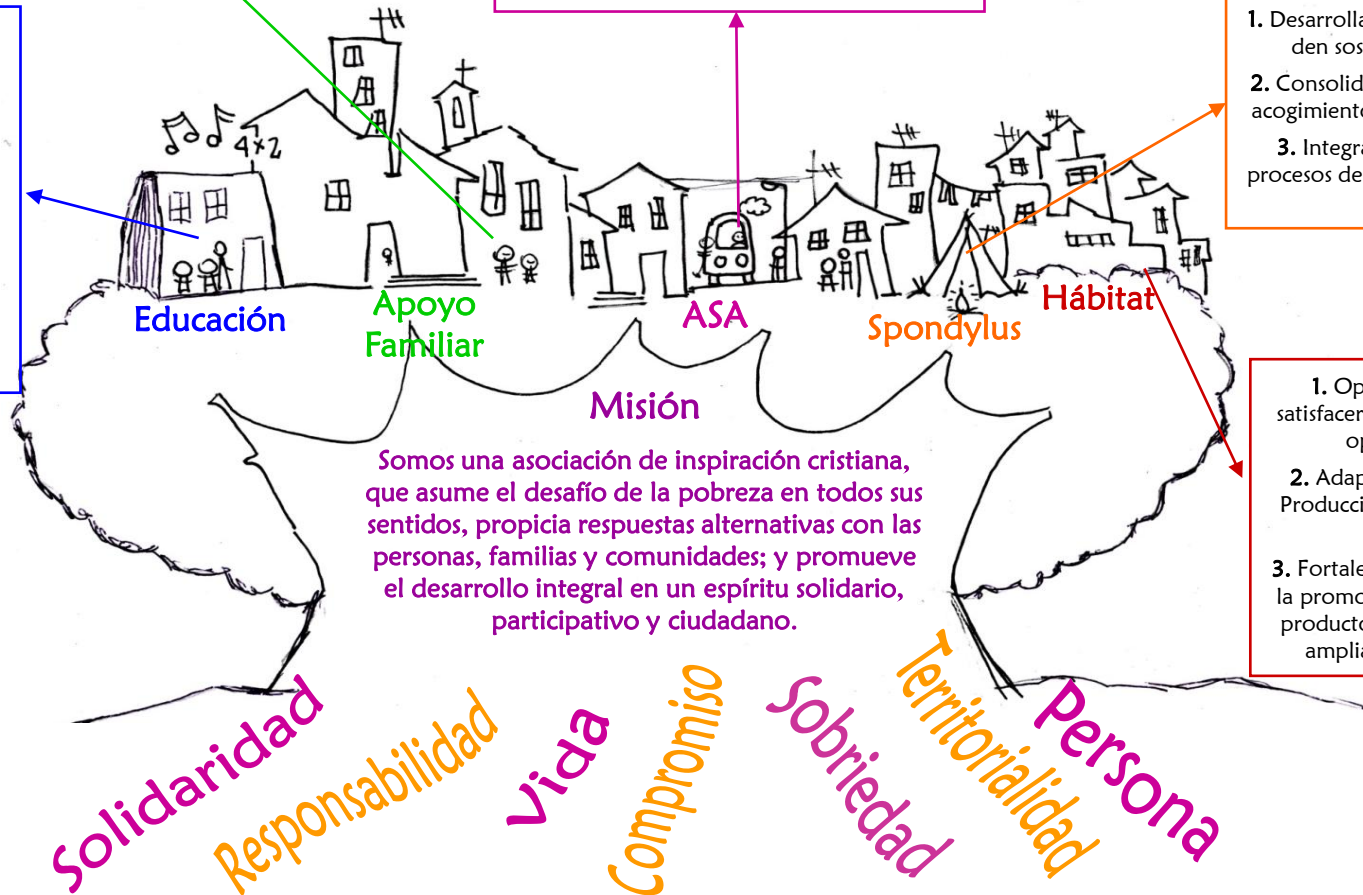 1. Desarrolla
den sos
2. Consolid
acogimiento
3. Integra
procesos de
4x2
Educación
Apoyo
Familiar
ASA
Spondylus
Hábitat
Misión
Somos una asociación de inspiración cristiana,
que asume el desafío de la pobreza en todos sus
sentidos, propicia respuestas alternativas con las
personas, familias y comunidades; y promueve
el desarrollo integral en un espíritu solidario,
participativo y ciudadano.
1. Op
satisfacer
op
2. Adap
Producci
3. Fortale
la promo
producto
amplia
Solidaridad
Responsabilidad
Vida
Compromiso
Sobriedad
Territorialidad
Persona